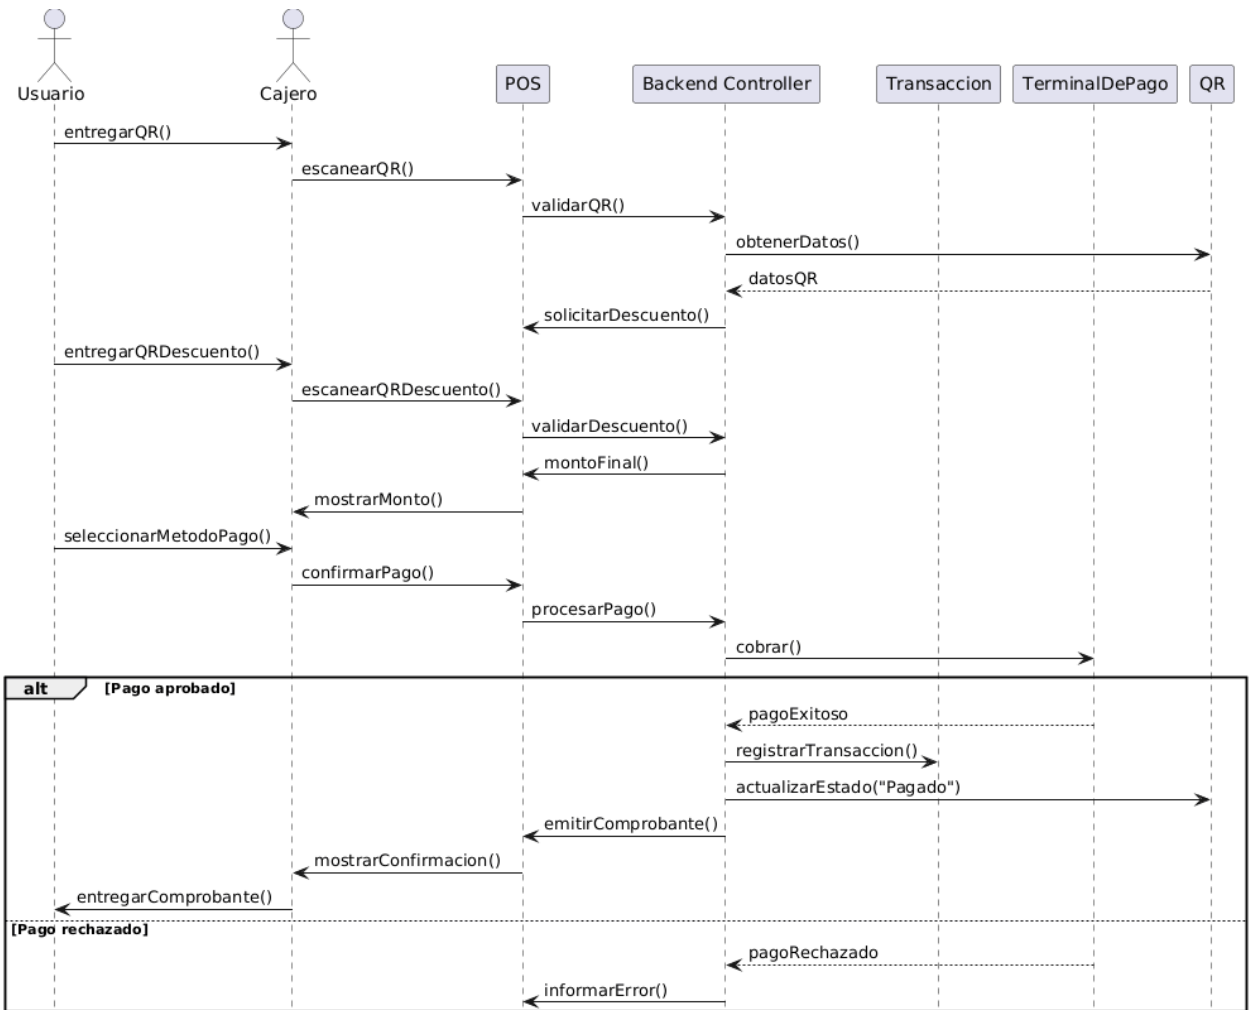 Usuario
Cajero
POS
Backend Controller
Transaccion
TerminalDePago
QR
entregarQR()
escanearQR()
validarQR()
obtenerDatos()
datosQR
solicitarDescuento()
entregarQRDescuento()
escanearQRDescuento()
validarDescuento()
montoFinal()
mostrarMonto()
seleccionarMetodoPago()
confirmarPago()
procesarPago()
cobrar()
alt [Pago aprobado]
pagoExitoso
registrarTransaccion()
actualizarEstado("Pagado")
emitirComprobante()
mostrarConfirmacion()
entregarComprobante()
[Pago rechazado]
pagoRechazado
informarError()